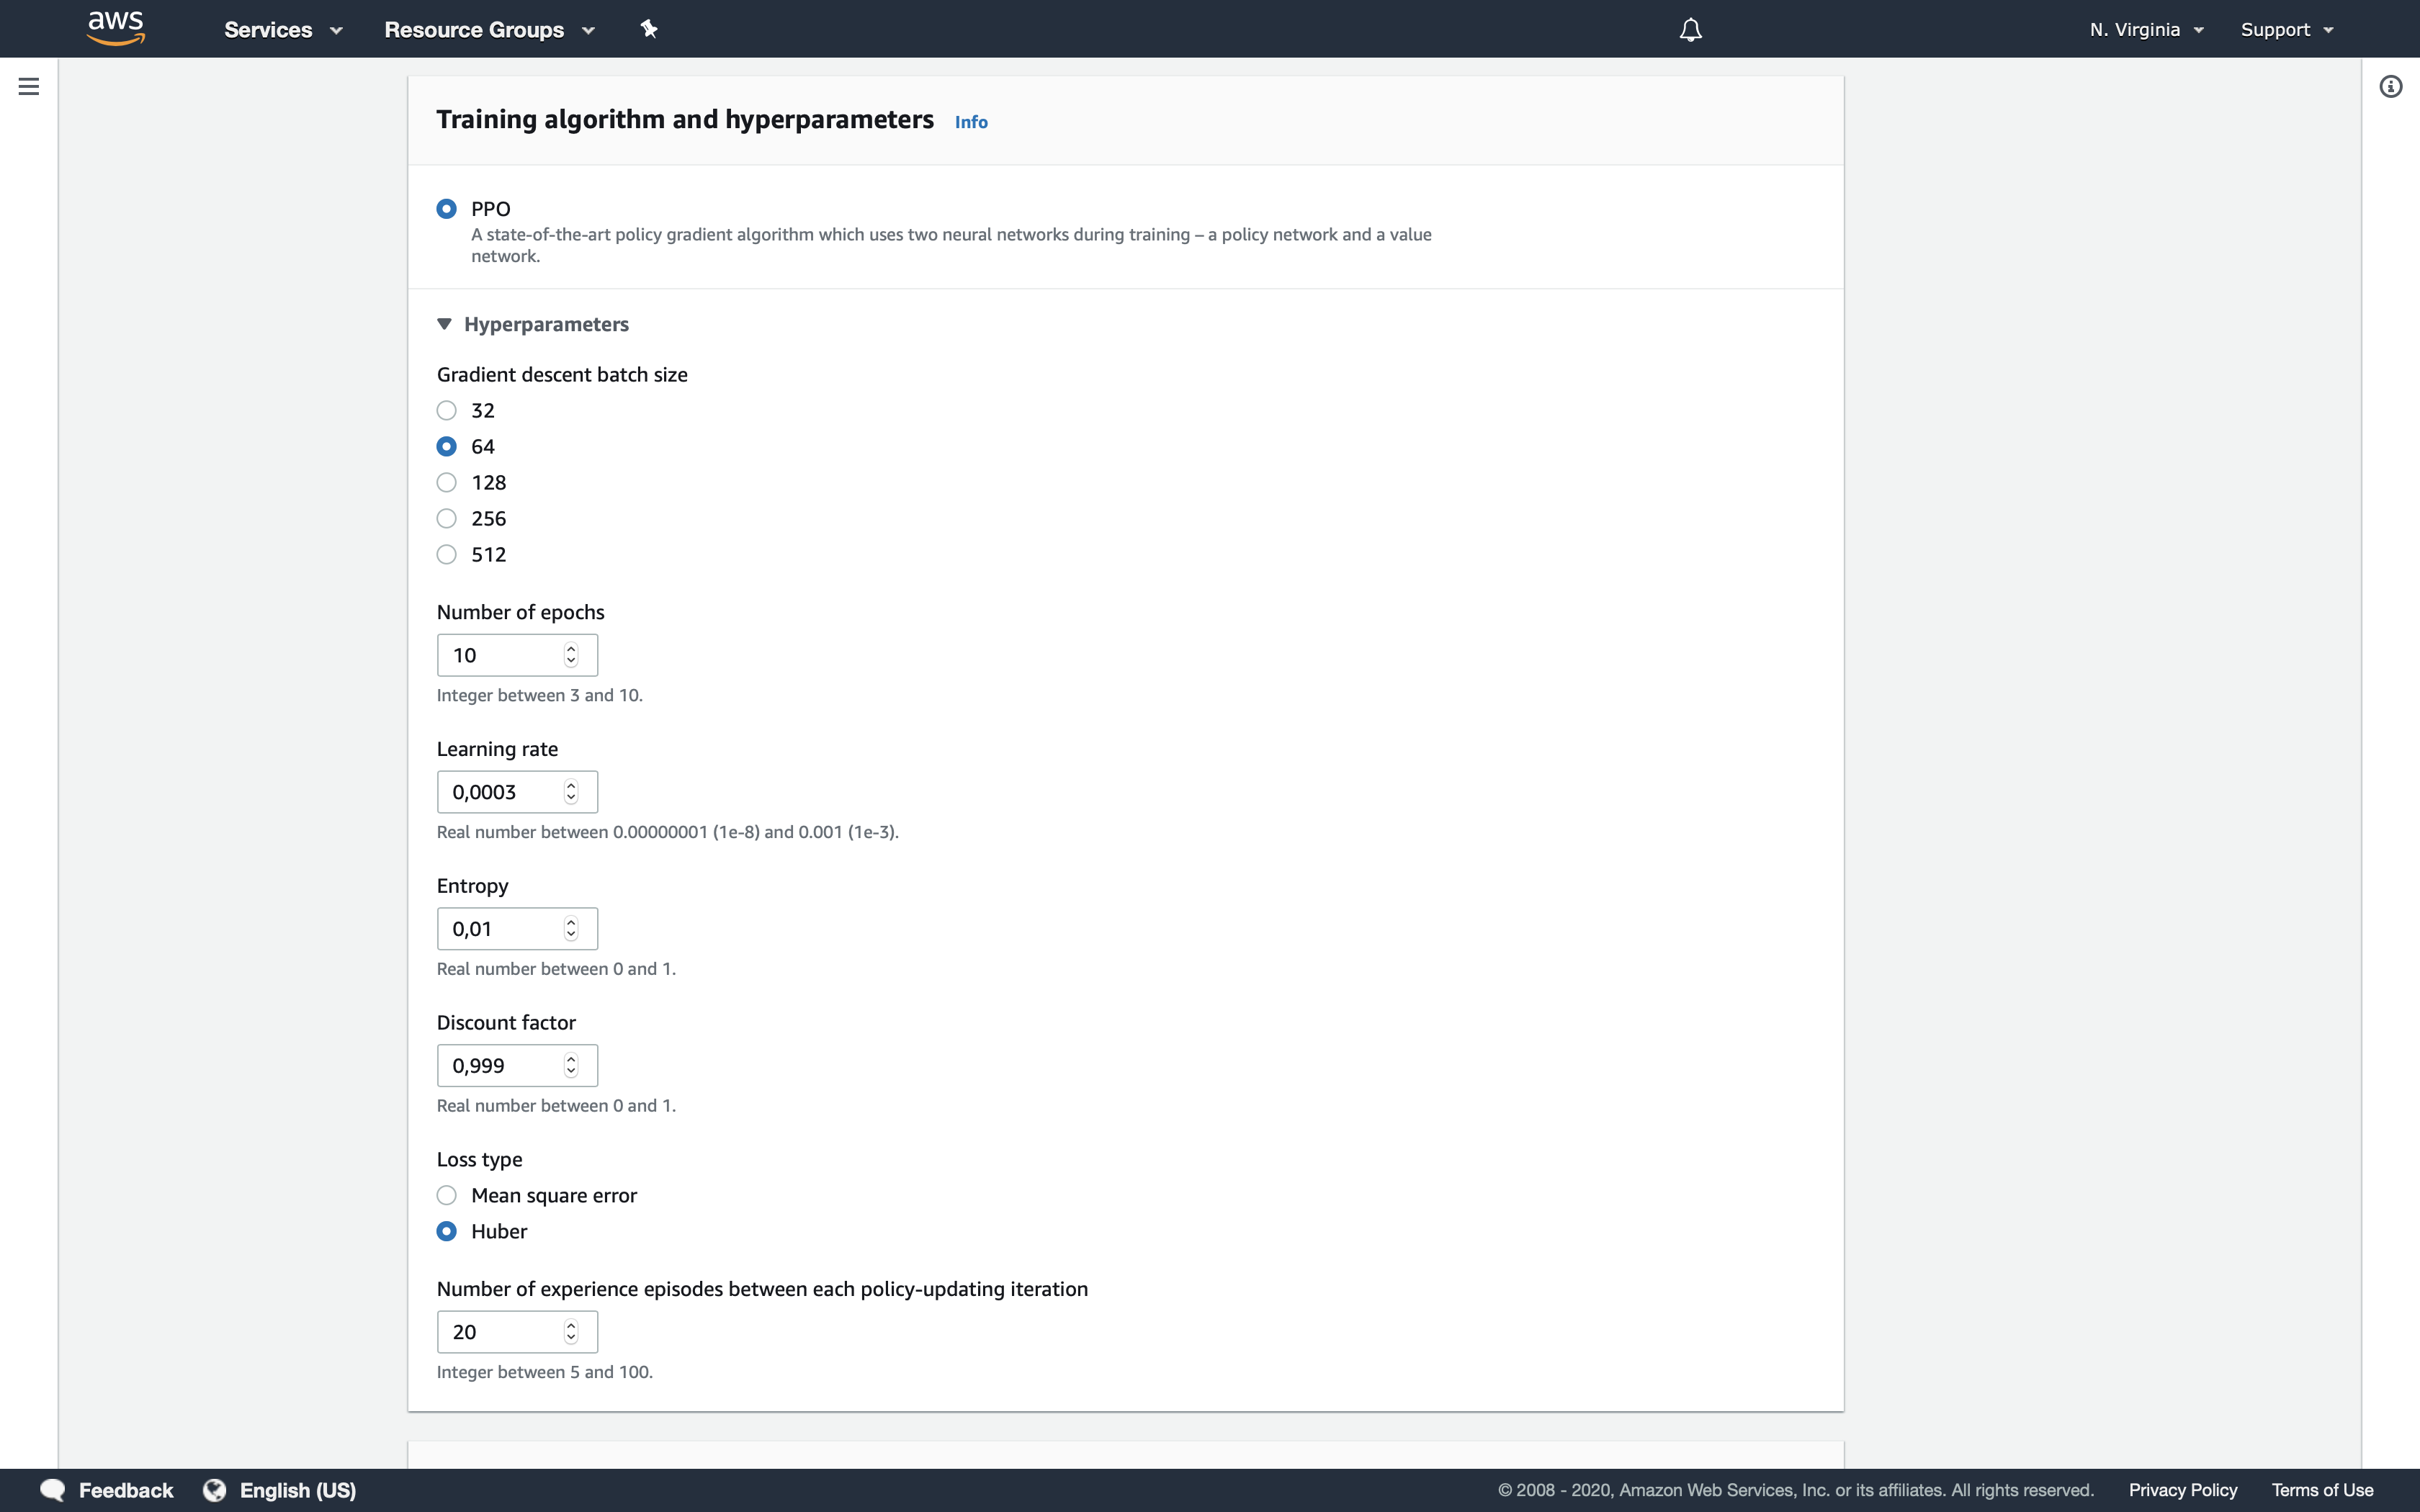 aws Services Resource Groups N. Virginia Support
Training algorithm and hyperparameters Info
PPO
A state-of-the-art policy gradient algorithm which uses two neural networks during training – a policy network and a value
network.
Hyperparameters
Gradient descent batch size
32
64
128
256
512
Number of epochs
10
Integer between 3 and 10.
Learning rate
0,0003
Real number between 0.00000001 (1e-8) and 0.001 (1e-3).
Entropy
0,01
Real number between 0 and 1.
Discount factor
0,999
Real number between 0 and 1.
Loss type
Mean square error
Huber
Number of experience episodes between each policy-updating iteration
20
Integer between 5 and 100.
Feedback English (US) © 2008 - 2020, Amazon Web Services, Inc. or its affiliates. All rights reserved. Privacy Policy Terms of Use